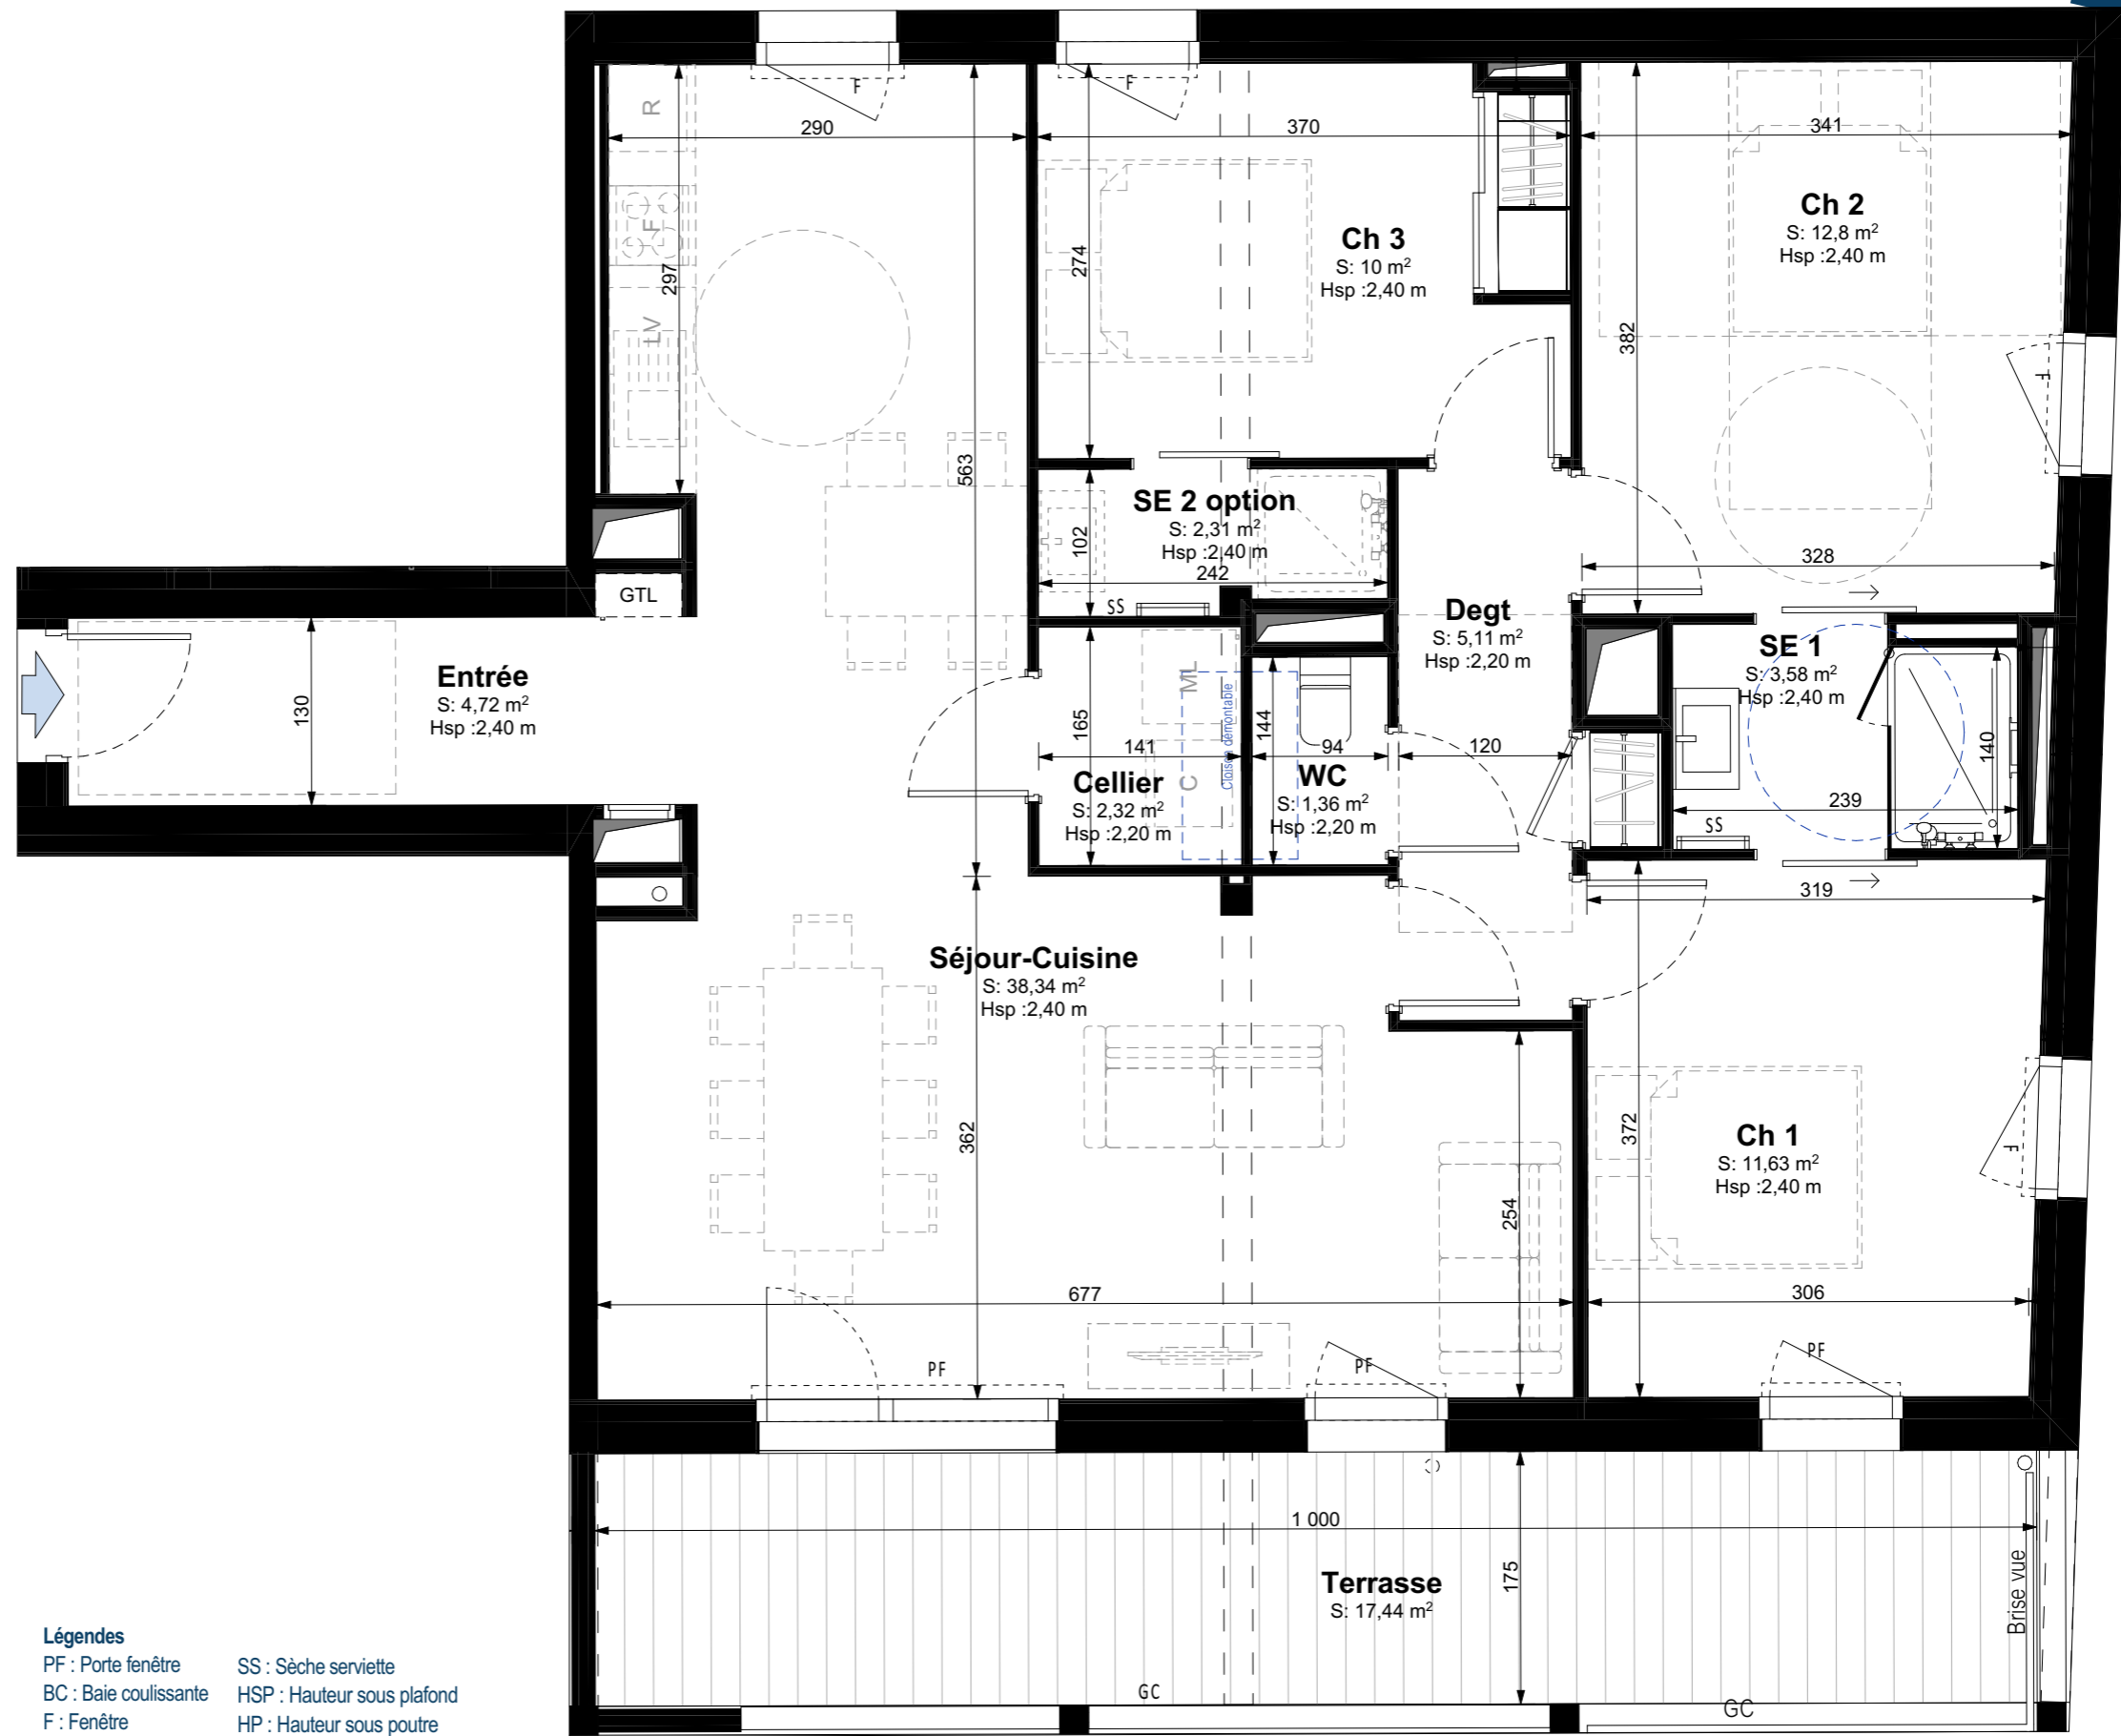 F
F
R
290
370
341
F
Ch 2
S: 12,8 m²
Hsp :2,40 m
Ch 3
S: 10 m²
Hsp :2,40 m
274
297
LV
382
F
563
SE 2 option
S: 2,31 m²
Hsp :2,40 m
102
242
SS
328
GTL
Degt
S: 5,11 m²
Hsp :2,20 m
SE 1
S: 3,58 m²
Hsp :2,40 m
Entrée
S: 4,72 m²
Hsp :2,40 m
130
ML
Cloison démontable
165
144
141
94
120
140
C
Cellier
S: 2,32 m²
Hsp :2,20 m
WC
S: 1,36 m²
Hsp :2,20 m
239
SS
319
Séjour-Cuisine
S: 38,34 m²
Hsp :2,40 m
362
372
Ch 1
S: 11,63 m²
Hsp :2,40 m
F
254
677
306
PF
PF
PF
1 000
Terrasse
S: 17,44 m²
175
Brise vue
GC
GC
Légendes
PF : Porte fenêtre
SS : Sèche serviette
BC : Baie coulissante
HSP : Hauteur sous plafond
F : Fenêtre
HP : Hauteur sous poutre